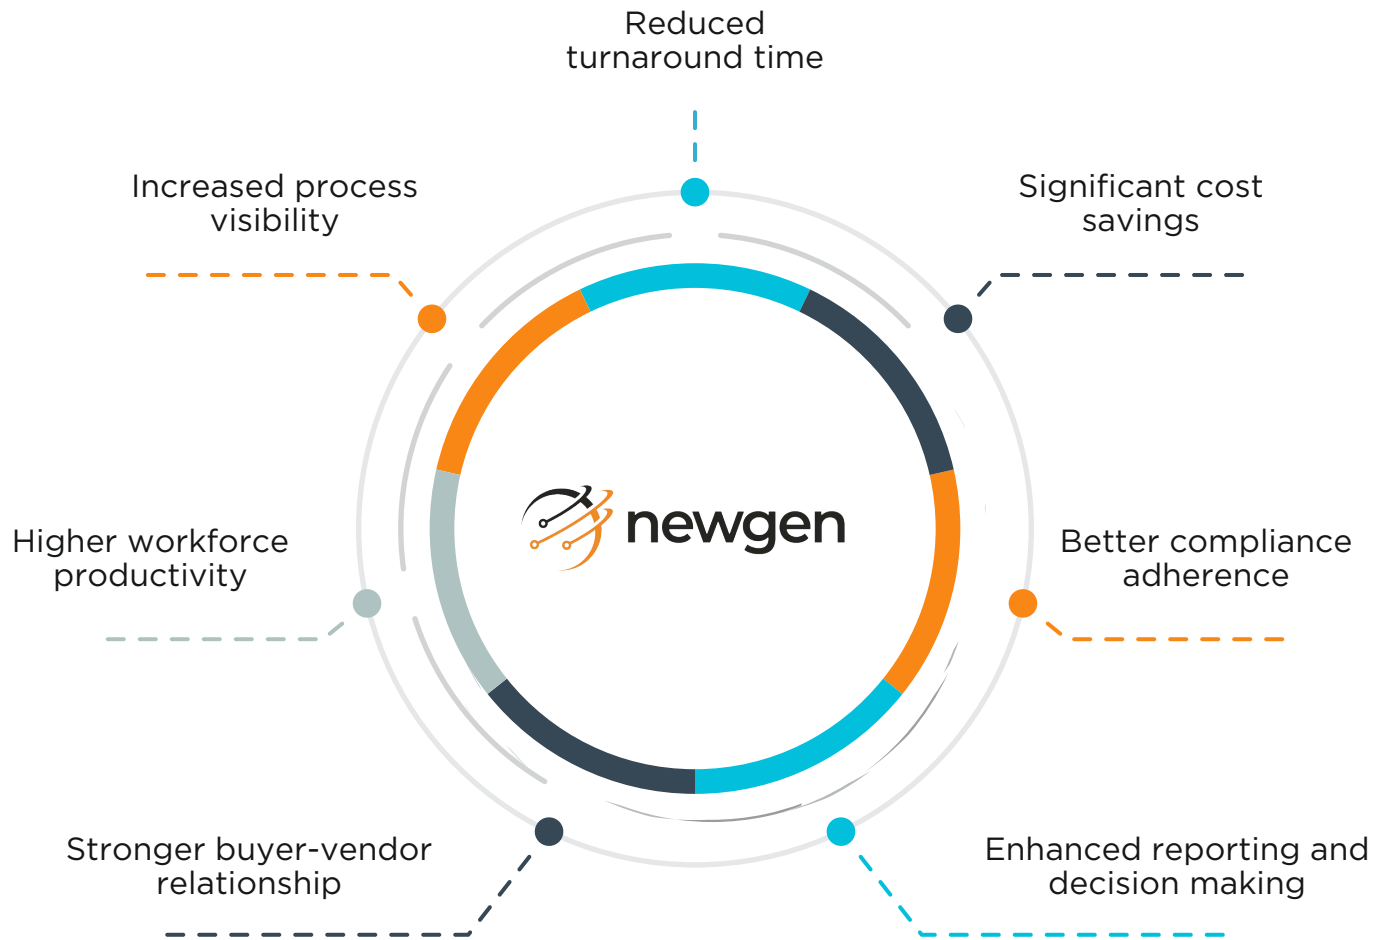 Reduced
turnaround time
Increased process
visibility
Significant cost
savings
newgen
Higher workforce
productivity
Better compliance
adherence
Stronger buyer-vendor
relationship
Enhanced reporting and
decision making